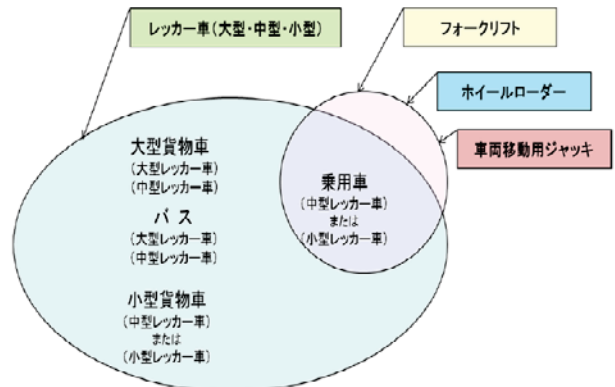 レッカー車(大型・中型・小型)
フォークリフト
ホイールローダー
車両移動用ジャッキ
大型貨物車
(大型レッカー車)
(中型レッカー車)
バス
(大型レッカー車)
(中型レッカー車)
小型貨物車
(中型レッカー車)
または
(小型レッカー車)
乗用車
(中型レッカー車)
または
(小型レッカー車)